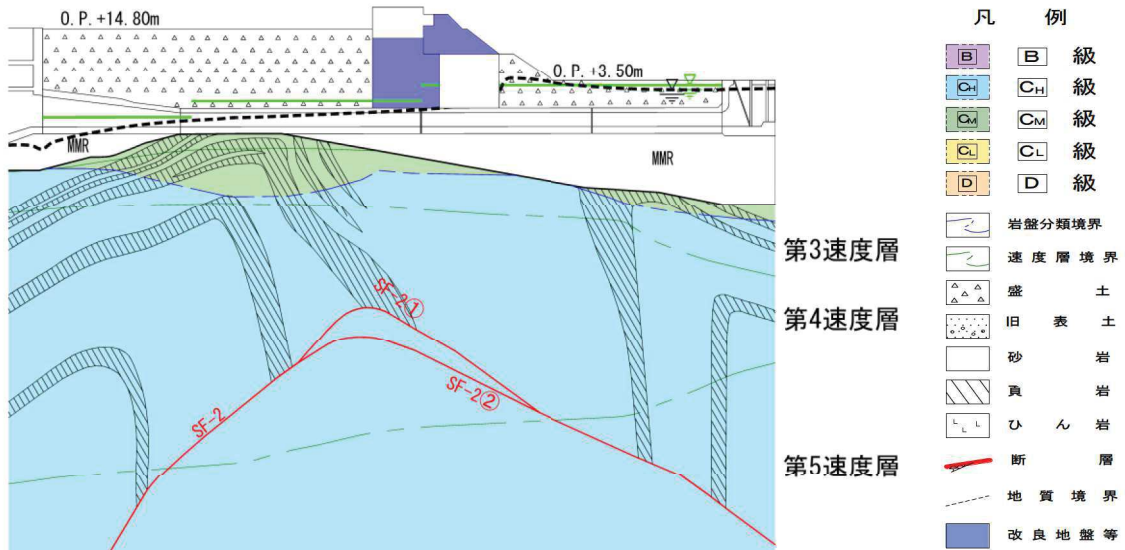 O.P.+14.80m
O.P.+3.50m
MMR
MMR
SF-2①
SF-2②
SF-2
第3速度層
第4速度層
第5速度層
凡 例
B B 級
CH CH 級
CM CM 級
CL CL 級
D D 級
岩盤分類境界
速度層境界
盛 土
旧表土
砂 岩
頁 岩
ひん岩
断 層
地質境界
改良地盤等